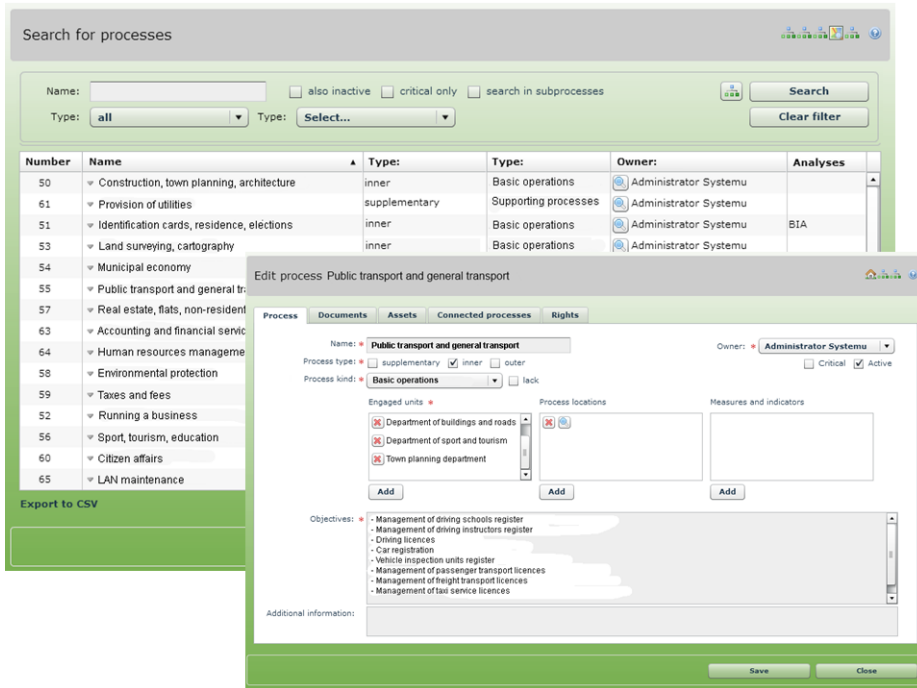 Search for processes
Name: also inactive critical only search in subprocesses Search
Type: all Type: Select... Clear filter
Number Name Type: Type: Owner: Analyses
50 Construction, town planning, architecture inner Basic operations Administrator Systemu
61 Provision of utilities supplementary Supporting processes Administrator Systemu
51 Identification cards, residence, elections inner Basic operations Administrator Systemu BIA
53 Land surveying, cartography inner Basic operations Administrator Systemu
54 Municipal economy
55 Public transport and general
57 Real estate, flats,
63 Accounting and financial
64 Human resources
58 Environmental protection
59 Taxes and fees
52 Running a business
56 Sport, tourism, education
60 Citizen affairs
65 LAN maintenance
Export to CSV
Edit process Public transport and general transport
Process Documents Assets Connected processes Rights
Name: * Public transport and general transport Owner: * Administrator Systemu
Process type: * supplementary inner outer Critical Active
Process kind: * Basic operations lack
Engaged units * Process locations Measures and indicators
Department of buildings and roads
Department of sport and tourism
Town planning department
Add Add Add
Objectives: * - Management of driving schools register
- Management of driving instructors register
- Driving licences
- Car registration
- Vehicle inspection units register
- Management of passenger transport licences
- Management of freight transport licences
- Management of taxi service licences
Additional information:
Save Close